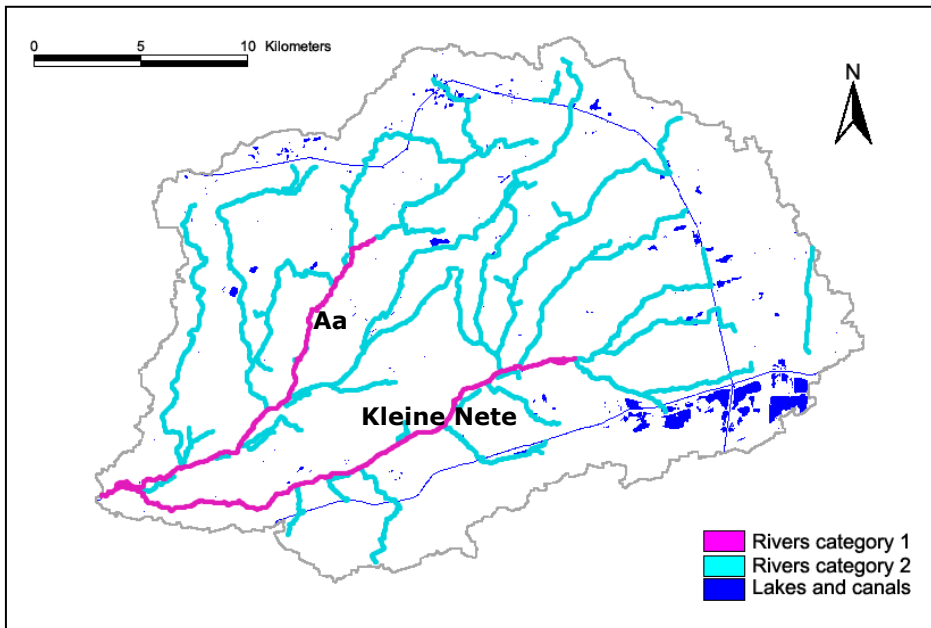 0 5 10 Kilometers
N
Aa
Kleine Nete
Rivers category 1
Rivers category 2
Lakes and canals